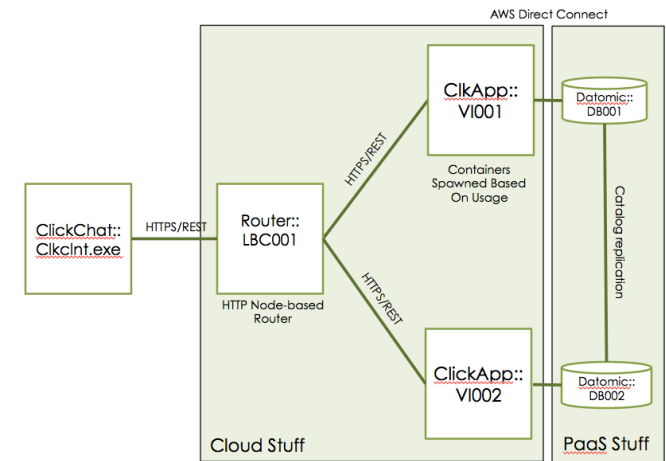 AWS Direct Connect
ClickChat::
Clkclnt.exe
HTTPS/REST
Router::
LBC001
HTTP Node-based
Router
HTTPS/REST
HTTPS/REST
ClkApp::
VI001
Containers
Spawned Based
On Usage
ClickApp::
VI002
Datomic::
DB001
Catalog replication
Datomic::
DB002
Cloud Stuff
PaaS Stuff